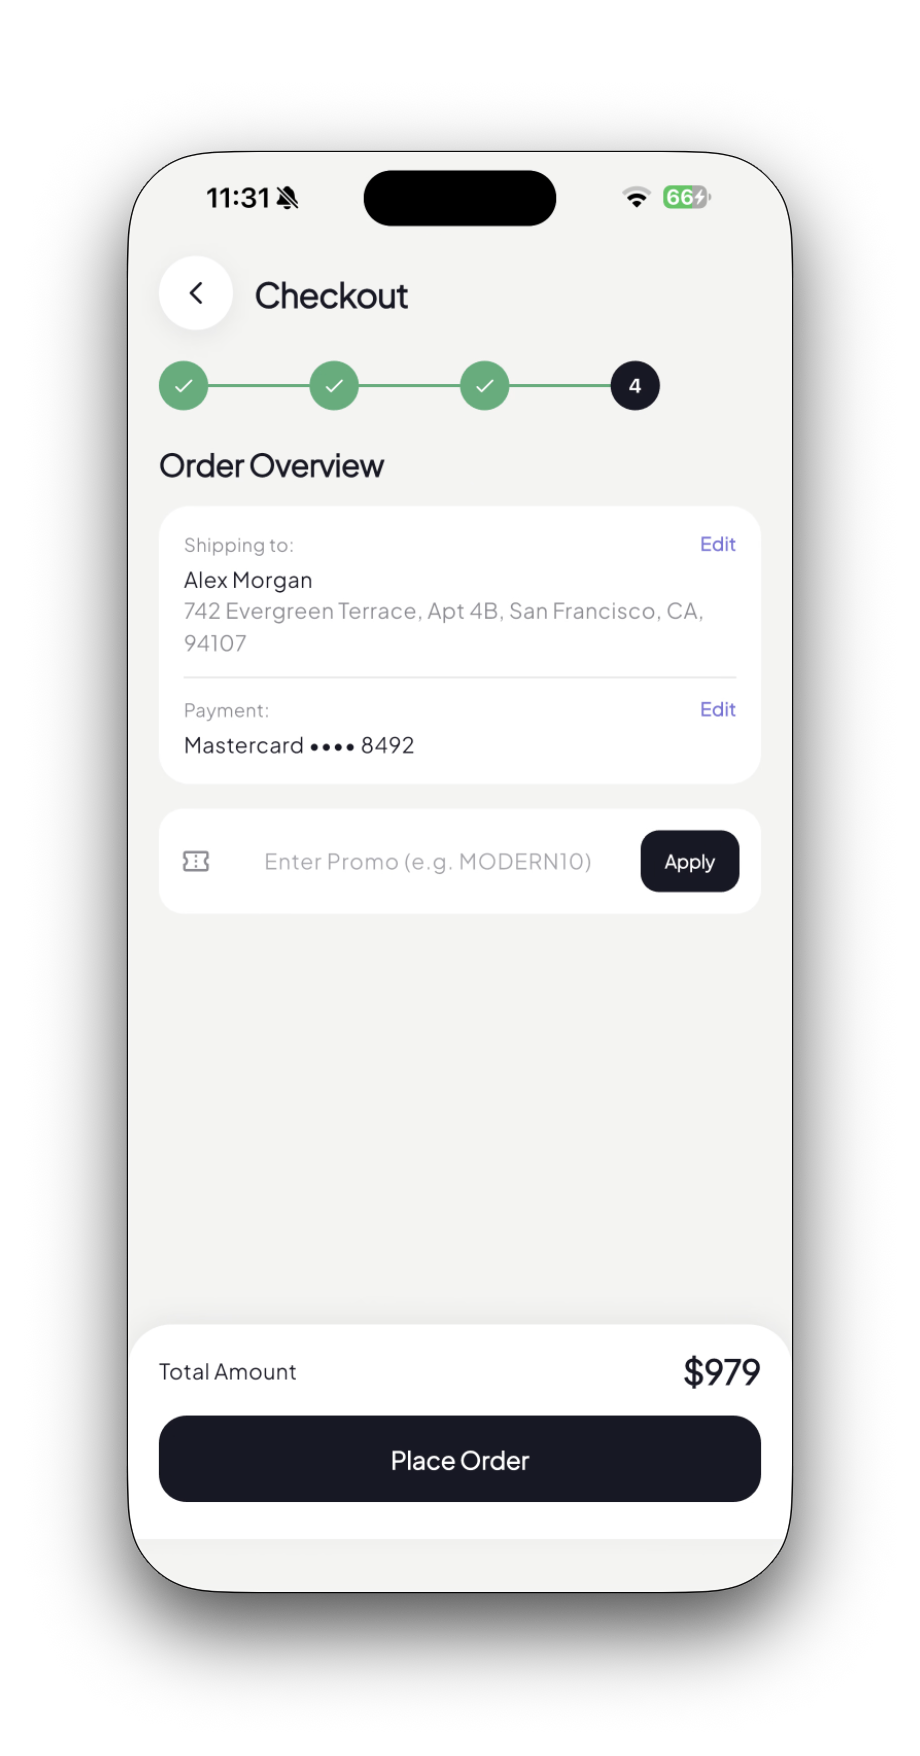 11:31
66
Checkout
4
Order Overview
Shipping to:
Edit
Alex Morgan
742 Evergreen Terrace, Apt 4B, San Francisco, CA,
94107
Payment:
Edit
Mastercard •••• 8492
Enter Promo (e.g. MODERN10)
Apply
Total Amount
$979
Place Order